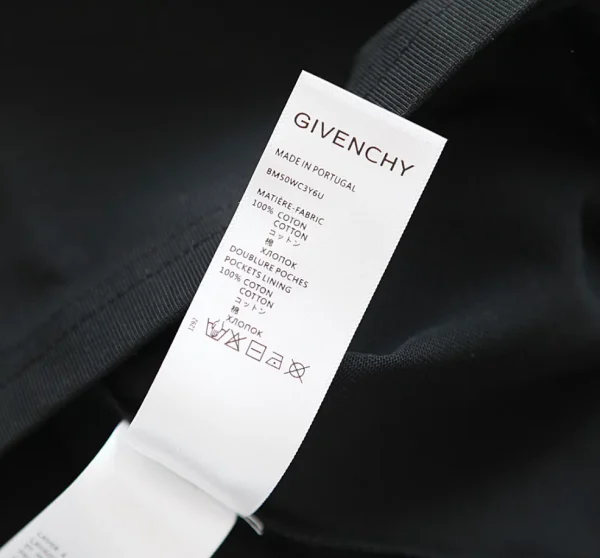 GIVENCHY
MADE IN PORTUGAL
BM50WC3Y6U
MATIÈRE-FABRIC
100% COTON
COTTON
コットン
棉
ХЛОПОК
DOUBLURE POCHES
POCKETS LINING
100% COTON
COTTON
コットン
棉
ХЛОПОК